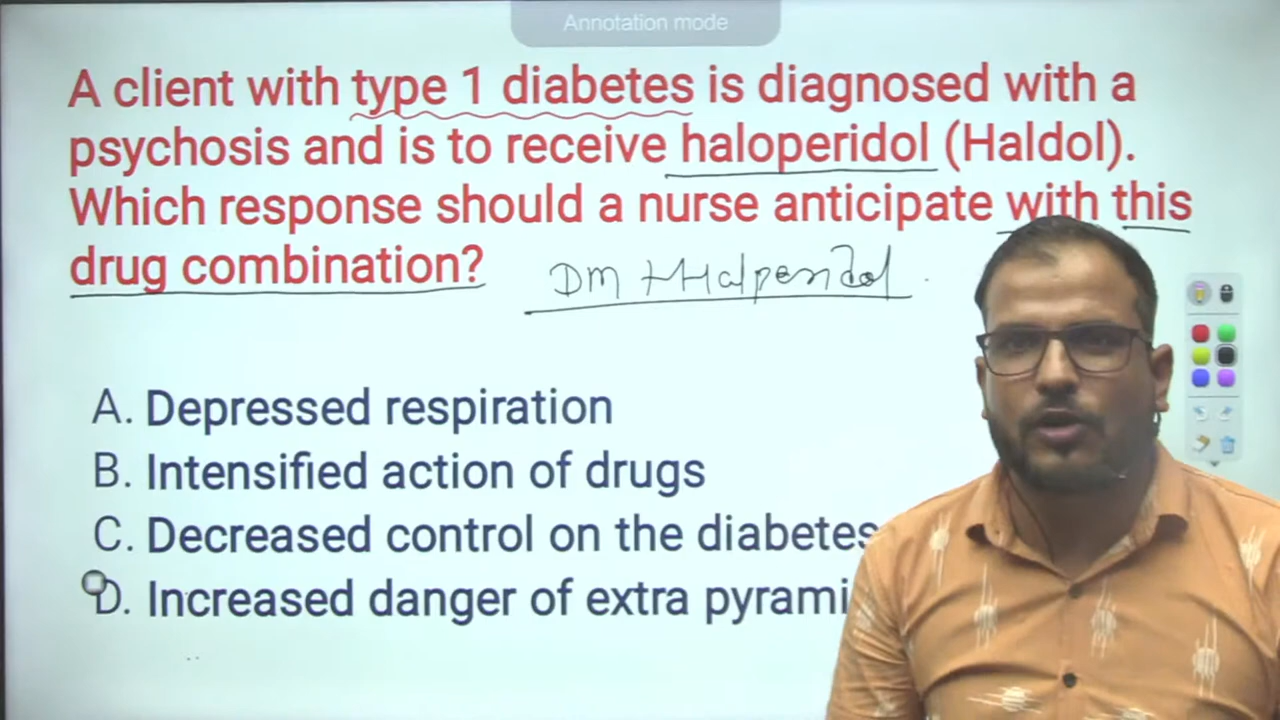 Annotation mode
A client with type 1 diabetes is diagnosed with a
psychosis and is to receive haloperidol (Haldol).
Which response should a nurse anticipate with this
drug combination?
DM + Halperidol
A. Depressed respiration
B. Intensified action of drugs
C. Decreased control on the diabetes
D. Increased danger of extra pyrami